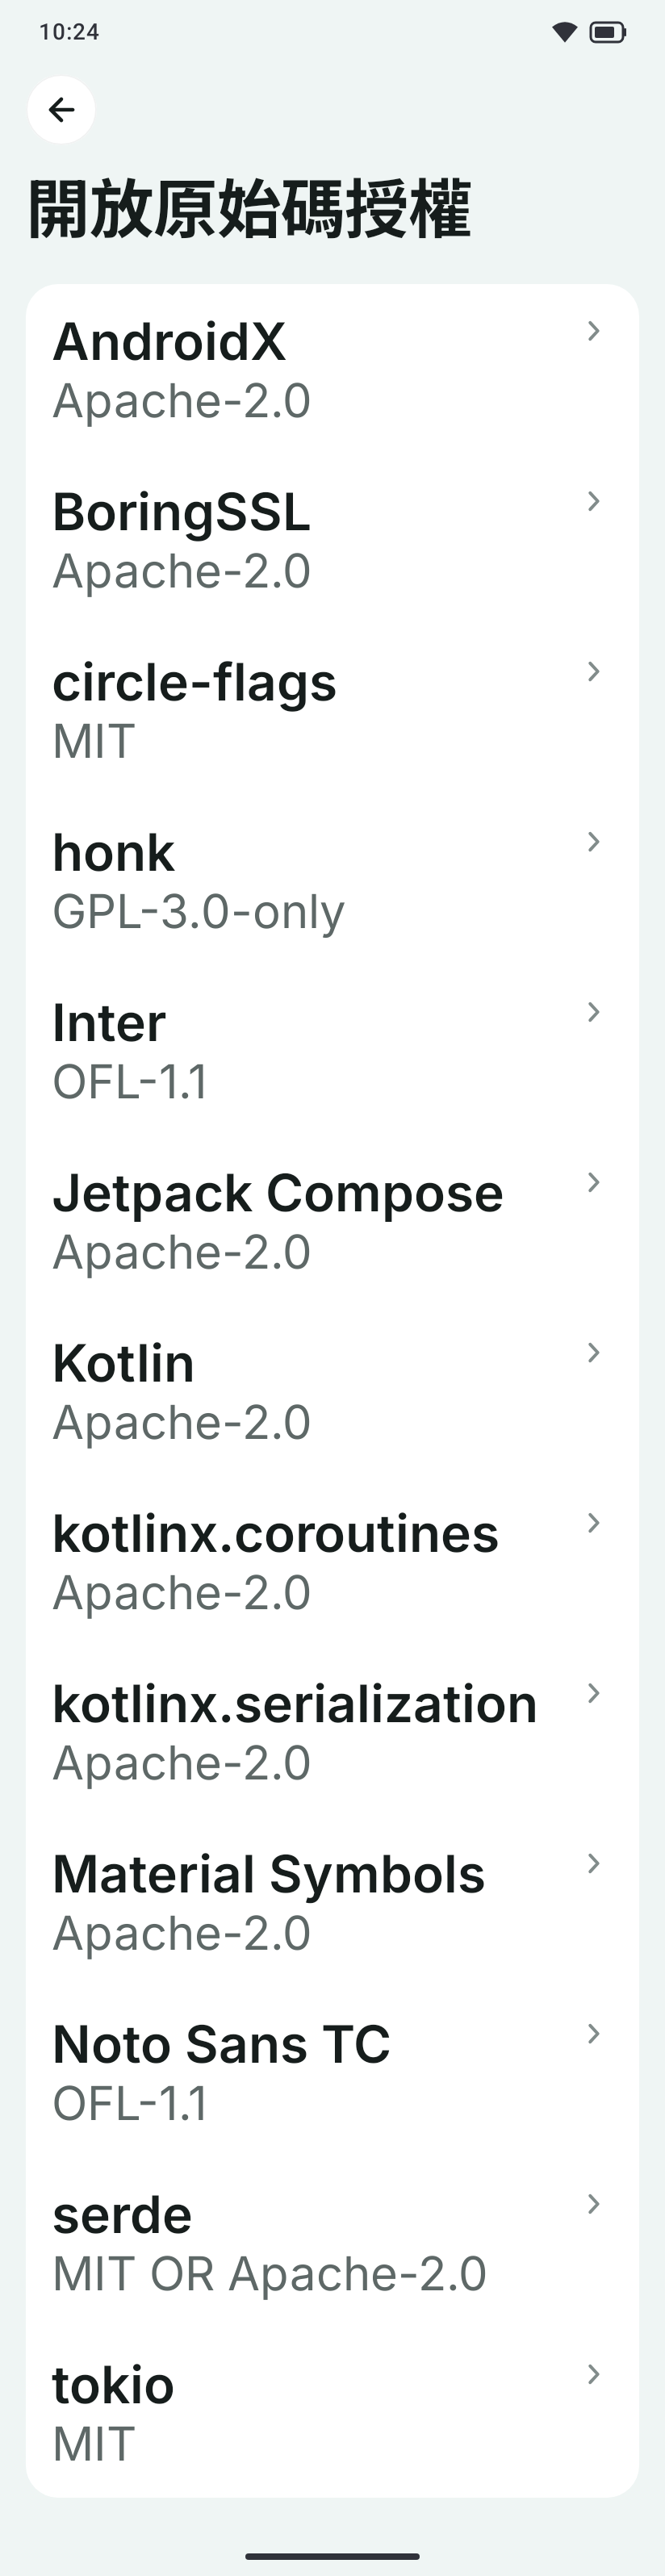 10:24
開放原始碼授權
AndroidX
Apache-2.0
BoringSSL
Apache-2.0
circle-flags
MIT
honk
GPL-3.0-only
Inter
OFL-1.1
Jetpack Compose
Apache-2.0
Kotlin
Apache-2.0
kotlinx.coroutines
Apache-2.0
kotlinx.serialization
Apache-2.0
Material Symbols
Apache-2.0
Noto Sans TC
OFL-1.1
serde
MIT OR Apache-2.0
tokio
MIT